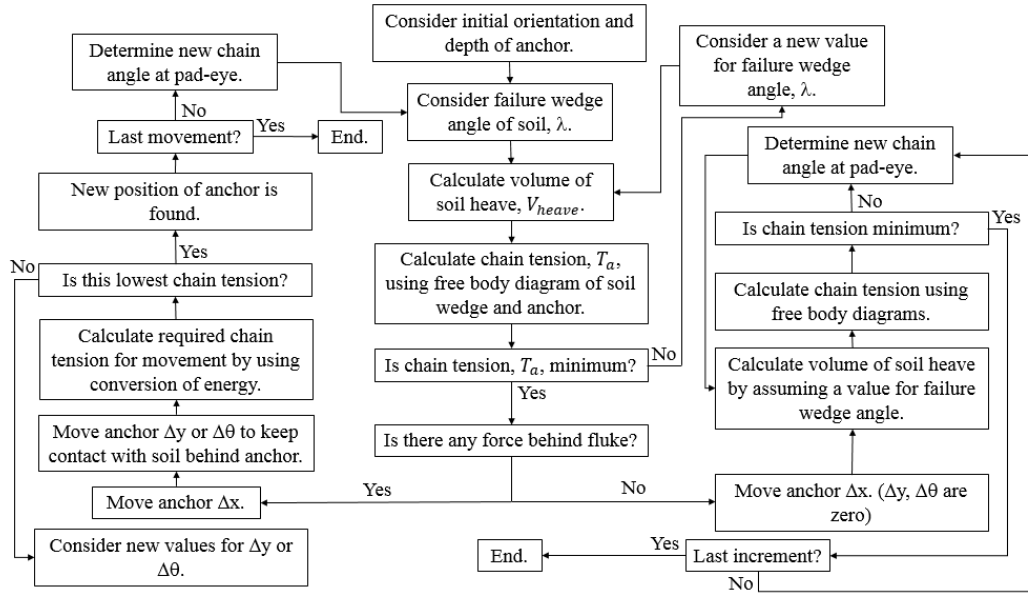 Consider initial orientation and
depth of anchor.
Determine new chain
angle at pad-eye.
Consider a new value
for failure wedge
angle, λ.
No
Consider failure wedge
angle of soil, λ.
Last movement?
Yes
End.
No
Determine new chain
angle at pad-eye.
New position of anchor is
found.
Calculate volume of
soil heave, V_heave.
No
Yes
Yes
Is chain tension minimum?
No
Is this lowest chain tension?
Calculate chain tension, T_a,
using free body diagram of soil
wedge and anchor.
Calculate chain tension using
free body diagrams.
Calculate required chain
tension for movement by using
conversion of energy.
Is chain tension, T_a, minimum?
No
Yes
Calculate volume of soil heave
by assuming a value for failure
wedge angle.
Move anchor Δy or Δθ to keep
contact with soil behind anchor.
Is there any force behind fluke?
Move anchor Δx.
Yes
No
Move anchor Δx. (Δy, Δθ are
zero)
Consider new values for Δy or
Δθ.
End.
Yes
Last increment?
No